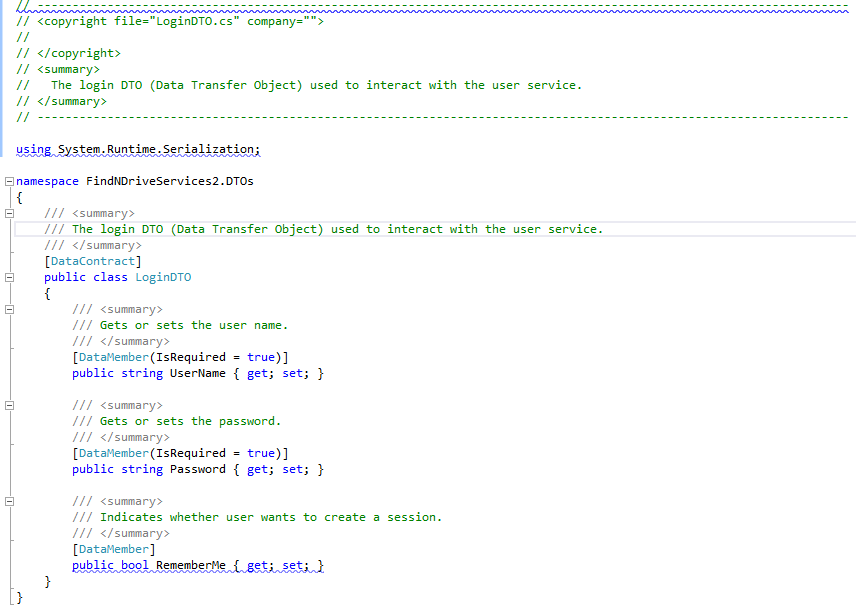 // --------------------------------------------------------------------------------------------------------------------
// <copyright file="LoginDTO.cs" company="">
//
// </copyright>
// <summary>
//   The login DTO (Data Transfer Object) used to interact with the user service.
// </summary>
// --------------------------------------------------------------------------------------------------------------------
using System.Runtime.Serialization;
namespace FindNDriveServices2.DTOs
{
/// <summary>
/// The login DTO (Data Transfer Object) used to interact with the user service.
/// </summary>
[DataContract]
public class LoginDTO
{
/// <summary>
/// Gets or sets the user name.
/// </summary>
[DataMember(IsRequired = true)]
public string UserName { get; set; }
/// <summary>
/// Gets or sets the password.
/// </summary>
[DataMember(IsRequired = true)]
public string Password { get; set; }
/// <summary>
/// Indicates whether user wants to create a session.
/// </summary>
[DataMember]
public bool RememberMe { get; set; }
}
}